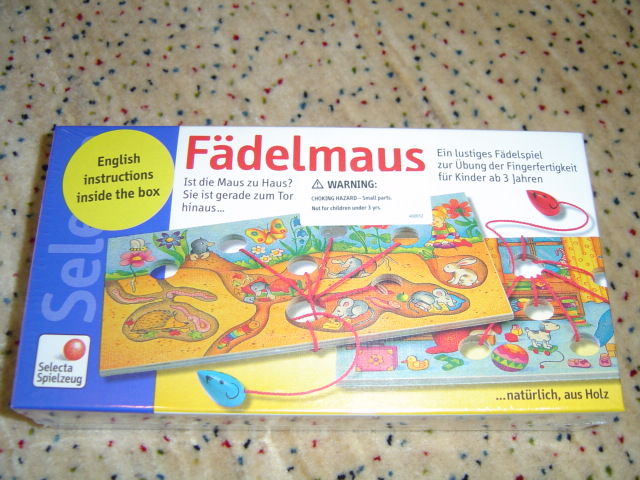 English
instructions
inside the box
Fädelmaus
Ist die Maus zu Haus?
Sie ist gerade zum Tor
hinaus...
⚠ WARNING:
CHOKING HAZARD – Small parts.
Not for children under 3 yrs.
Ein lustiges Fädelspiel
zur Übung der Fingerfertigkeit
für Kinder ab 3 Jahren
Sele
Selecta
Spielzeug
...natürlich, aus Holz